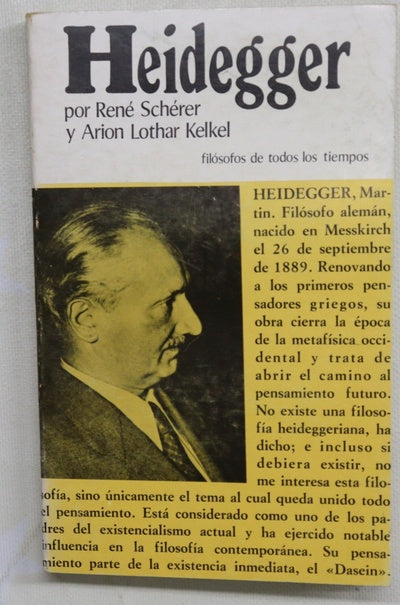 Heidegger
por René Schérer
y Arion Lothar Kelkel
filósofos de todos los tiempos
HEIDEGGER, Mar-
tin. Filósofo alemán,
nacido en Messkirch
el 26 de septiembre
de 1889. Renovando
a los primeros pen-
sadores griegos, su
obra cierra la época
de la metafísica occi-
dental y trata de
abrir el camino al
pensamiento futuro.
No existe una filoso-
fía heideggeriana, ha
dicho; e incluso si
debiera existir, no
me interesa esta filo-
sofía, sino únicamente el tema al cual queda unido todo
el pensamiento. Está considerado como uno de los pa-
dres del existencialismo actual y ha ejercido notable
influencia en la filosofía contemporánea. Su pensa-
miento parte de la existencia inmediata, el «Dasein».